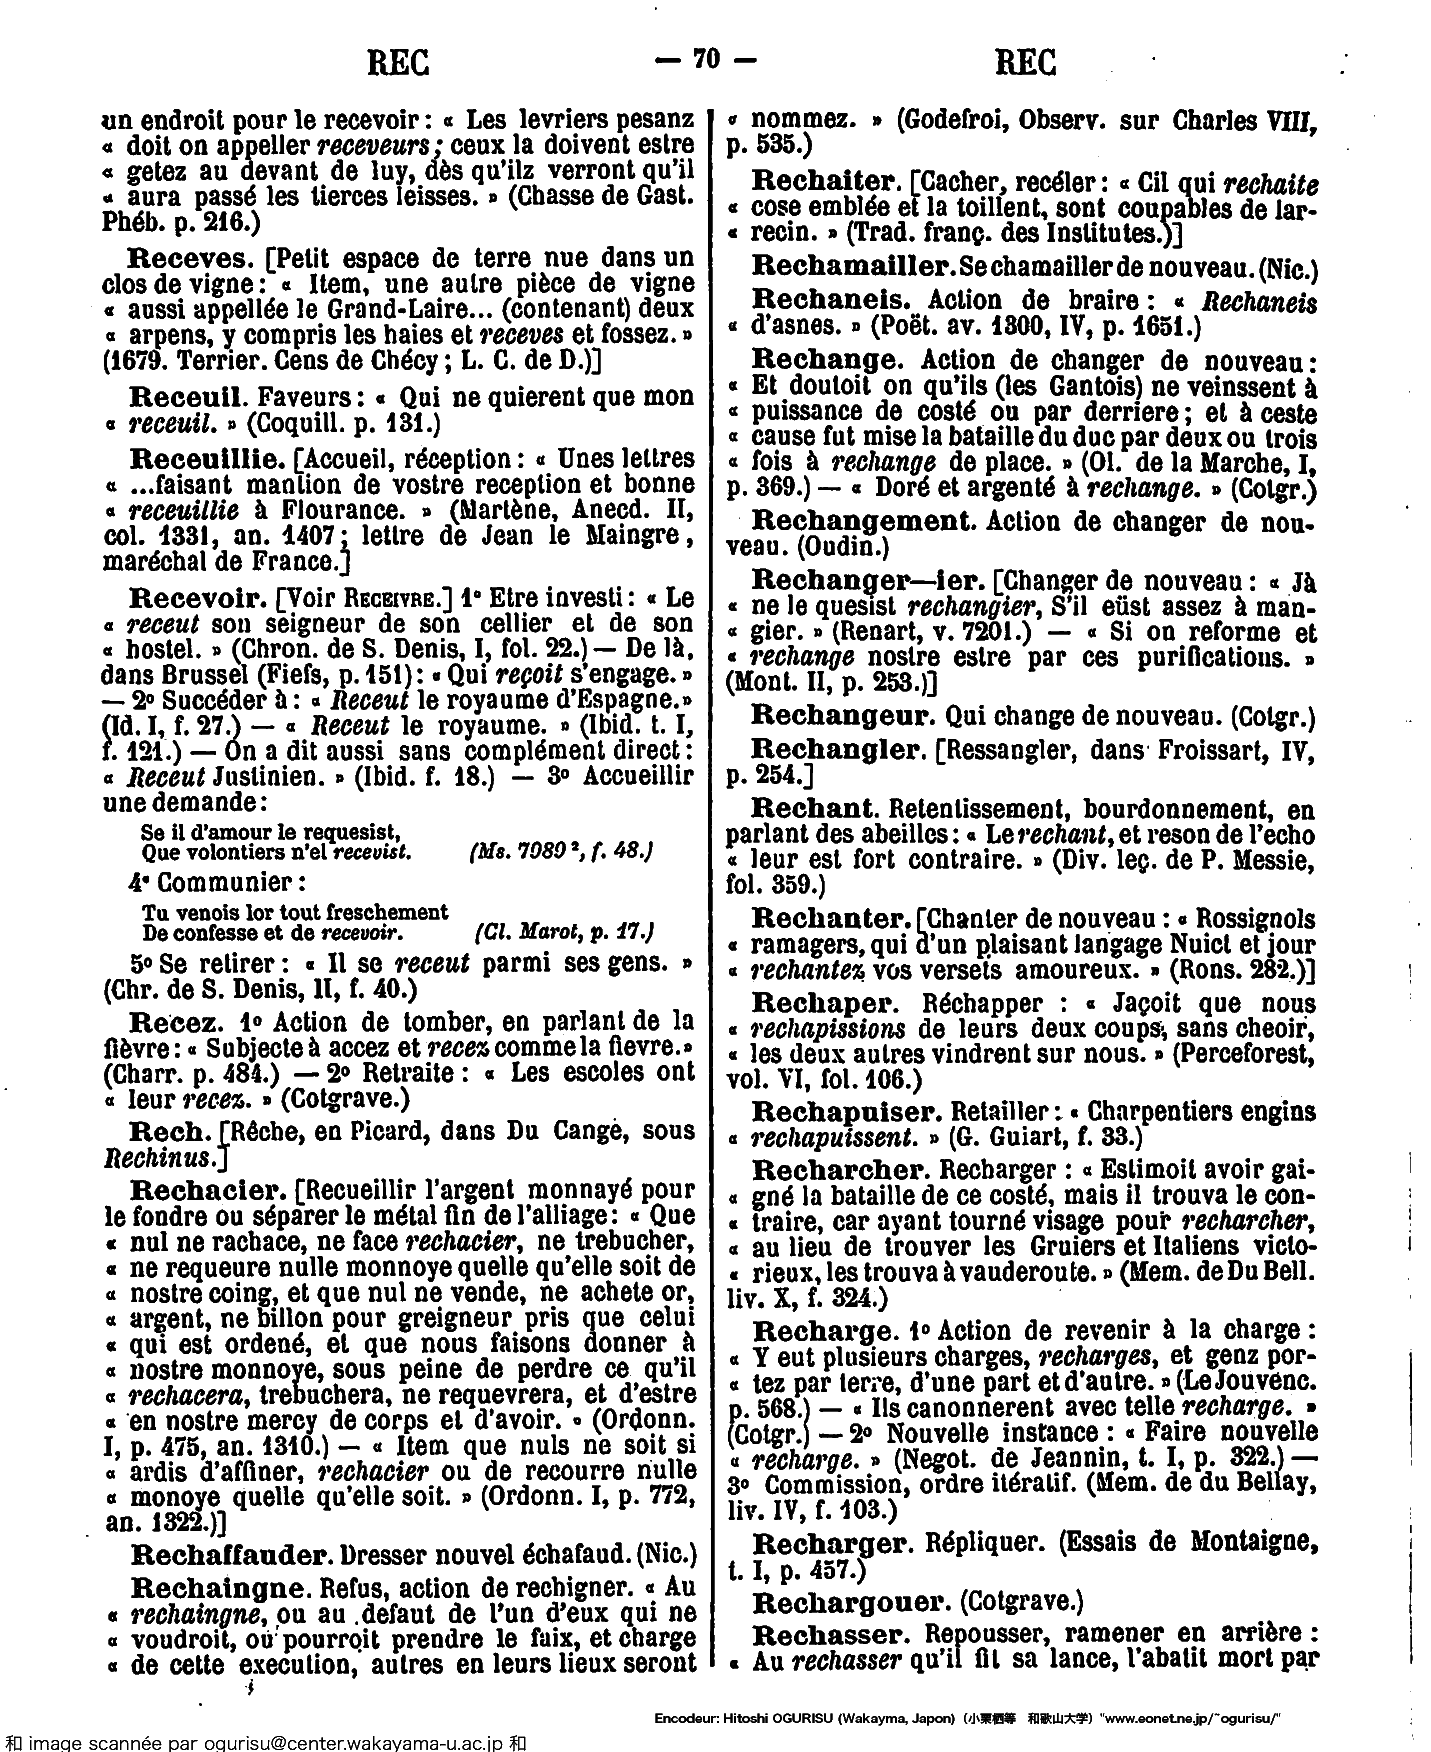 REC
— 70 —
REC
un endroit pour le recevoir : « Les levriers pesanz
« doit on appeller receveurs ; ceux la doivent estre
« getez au devant de luy, dès qu'ilz verront qu'il
« aura passé les tierces leisses. » (Chasse de Gast.
Phéb. p. 216.)
Receves. [Petit espace de terre nue dans un
clos de vigne : « Item, une autre pièce de vigne
« aussi appellée le Grand-Laire... (contenant) deux
« arpens, y compris les haies et receves et fossez. »
(1679. Terrier. Cens de Chécy ; L. C. de D.)]
Receuil. Faveurs : « Qui ne quierent que mon
« receuil. » (Coquill. p. 131.)
Receuillie. [Accueil, réception : « Unes lettres
« ...faisant mantion de vostre reception et bonne
« receuillie à Flourance. » (Martène, Anecd. II,
col. 1331, an. 1407 ; lettre de Jean le Maingre,
maréchal de France.]
Recevoir. [Voir RECEIVRE.] 1° Etre investi : « Le
« receut son seigneur de son cellier et de son
« hostel. » (Chron. de S. Denis, I, fol. 22.) — De là,
dans Brussel (Fiefs, p. 151) : « Qui reçoit s'engage. »
— 2° Succéder à : « Receut le royaume d'Espagne. »
(Id. I, f. 27.) — « Receut le royaume. » (Ibid. t. I,
f. 121.) — On a dit aussi sans complément direct :
« Receut Justinien. » (Ibid. f. 18.) — 3° Accueillir
une demande :
Se il d'amour le requesist,
Que volontiers n'el recevist. (Ms. 7989 ², f. 48.)
4° Communier :
Tu venois lor tout freschement
De confesse et de recevoir. (Cl. Marot, p. 17.)
5° Se retirer : « Il se receut parmi ses gens. »
(Chr. de S. Denis, II, f. 40.)
Recez. 1° Action de tomber, en parlant de la
fièvre : « Subjecte à accez et recez comme la fievre. »
(Charr. p. 484.) — 2° Retraite : « Les escoles ont
« leur recez. » (Cotgrave.)
Rech. [Rêche, en Picard, dans Du Cange, sous
Rechinus.]
Rechacier. [Recueillir l'argent monnayé pour
le fondre ou séparer le métal fin de l'alliage : « Que
« nul ne rachace, ne face rechacier, ne trebucher,
« ne requeure nulle monnoye quelle qu'elle soit de
« nostre coing, et que nul ne vende, ne achete or,
« argent, ne billon pour greigneur pris que celui
« qui est ordené, et que nous faisons donner à
« nostre monnoye, sous peine de perdre ce qu'il
« rechacera, trebuchera, ne requevrera, et d'estre
« en nostre mercy de corps et d'avoir. » (Ordonn.
I, p. 475, an. 1310.) — « Item que nuls ne soit si
« ardis d'affiner, rechacier ou de recourre nulle
« monoye quelle qu'elle soit. » (Ordonn. I, p. 772,
an. 1322.)]
Rechaffauder. Dresser nouvel échafaud. (Nic.)
Rechaingne. Refus, action de rechigner. « Au
« rechaingne, ou au defaut de l'un d'eux qui ne
« voudroit, ou pourroit prendre le faix, et charge
« de cette execution, autres en leurs lieux seront
« nommez. » (Godefroi, Observ. sur Charles VIII,
p. 535.)
Rechaiter. [Cacher, recéler : « Cil qui rechaite
« cose emblée et la toillent, sont coupables de lar-
« recin. » (Trad. franç. des Institutes.)]
Rechamailler. Se chamailler de nouveau. (Nic.)
Rechaneis. Action de braire : « Rechaneis
« d'asnes. » (Poët. av. 1300, IV, p. 1651.)
Rechange. Action de changer de nouveau :
« Et doutoit on qu'ils (les Gantois) ne veinssent à
« puissance de costé ou par derriere ; et à ceste
« cause fut mise la bataille du duc par deux ou trois
« fois à rechange de place. » (Ol. de la Marche, I,
p. 369.) — « Doré et argenté à rechange. » (Cotgr.)
Rechangement. Action de changer de nou-
veau. (Oudin.)
Rechanger—ier. [Changer de nouveau : « Jà
« ne le quesist rechangier, S'il eüst assez à man-
« gier. » (Renart, v. 7201.) — « Si on reforme et
« rechange nostre estre par ces purifications. »
(Mont. II, p. 253.)]
Rechangeur. Qui change de nouveau. (Cotgr.)
Rechangler. [Ressangler, dans Froissart, IV,
p. 254.]
Rechant. Retentissement, bourdonnement, en
parlant des abeilles : « Le rechant, et reson de l'echo
« leur est fort contraire. » (Div. leç. de P. Messie,
fol. 359.)
Rechanter. [Chanter de nouveau : « Rossignols
« ramagers, qui d'un plaisant langage Nuict et jour
« rechantez vos versets amoureux. » (Rons. 282.)]
Rechaper. Réchapper : « Jaçoit que nous
« rechapissions de leurs deux coups, sans cheoir,
« les deux autres vindrent sur nous. » (Perceforest,
vol. VI, fol. 106.)
Rechapuiser. Retailler : « Charpentiers engins
« rechapuissent. » (G. Guiart, f. 33.)
Recharcher. Recharger : « Estimoit avoir gai-
« gné la bataille de ce costé, mais il trouva le con-
« traire, car ayant tourné visage pour recharcher,
« au lieu de trouver les Gruiers et Italiens victo-
« rieux, les trouva à vauderoute. » (Mem. de Du Bell.
liv. X, f. 324.)
Recharge. 1° Action de revenir à la charge :
« Y eut plusieurs charges, recharges, et genz por-
« tez par terre, d'une part et d'autre. » (Le Jouvenc.
p. 568.) — « Ils canonnerent avec telle recharge. »
(Cotgr.) — 2° Nouvelle instance : « Faire nouvelle
« recharge. » (Negot. de Jeannin, t. I, p. 322.) —
3° Commission, ordre itératif. (Mem. de du Bellay,
liv. IV, f. 103.)
Recharger. Répliquer. (Essais de Montaigne,
t. I, p. 457.)
Rechargouer. (Cotgrave.)
Rechasser. Repousser, ramener en arrière :
« Au rechasser qu'il fit sa lance, l'abatit mort par
Encodeur: Hitoshi OGURISU (Wakayma, Japon) (小栗栖等 和歌山大学) "www.eonet.ne.jp/~ogurisu/"
和 image scannée par ogurisu@center.wakayama-u.ac.jp 和